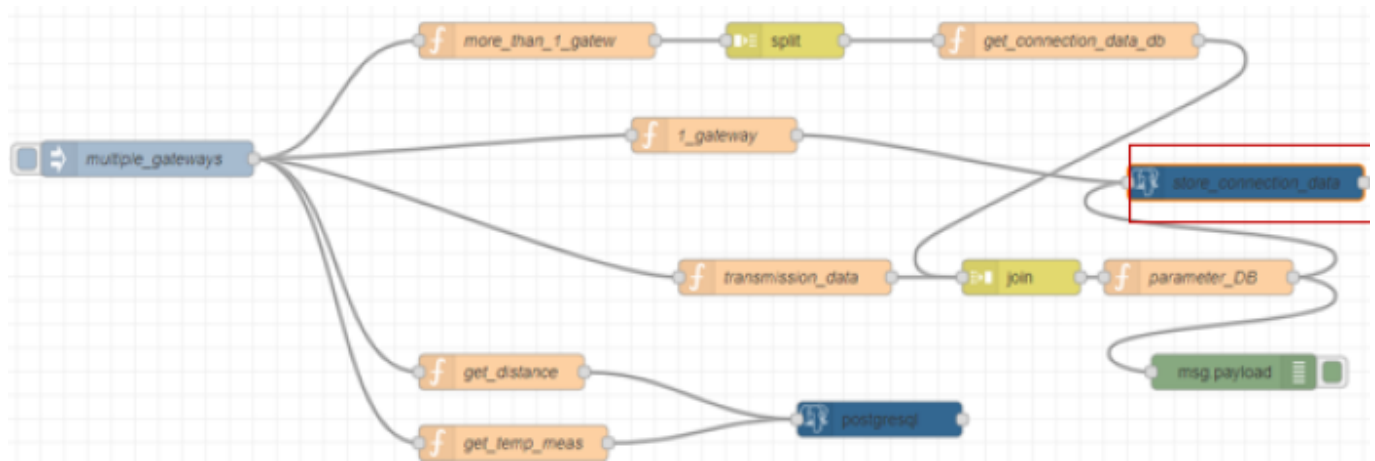 more_than_1_gatew
split
get_connection_data_db
1_gateway
multiple_gateways
store_connection_data
transmission_data
join
parameter_DB
get_distance
msg.payload
postgresql
get_temp_meas